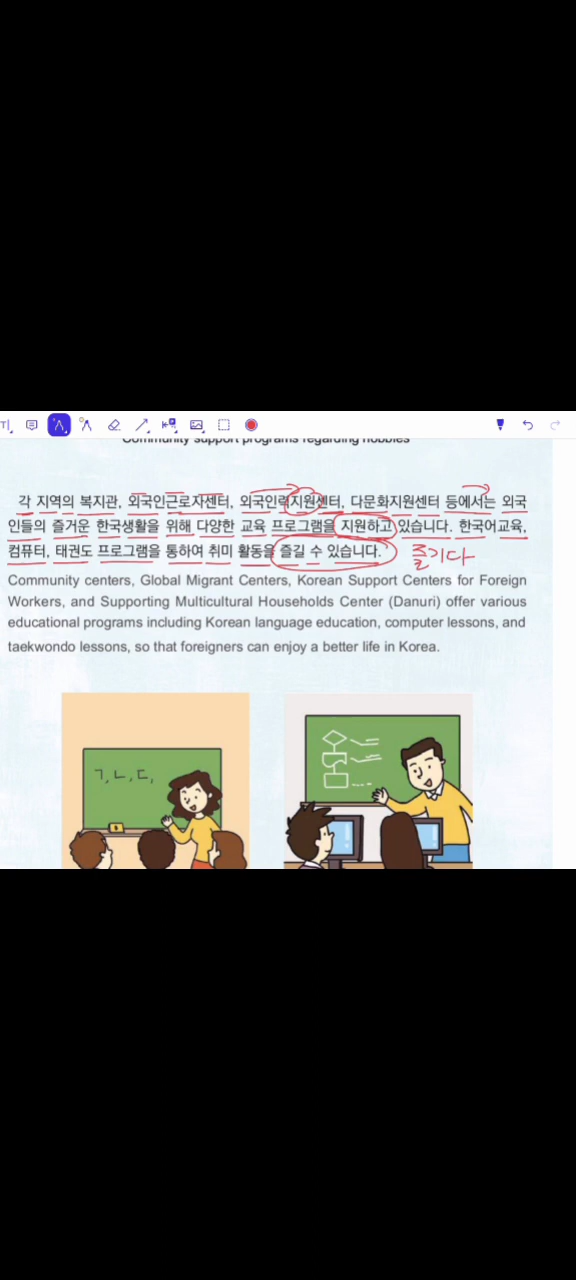 Community support programs regarding hobbies
각 지역의 복지관, 외국인근로자센터, 외국인력지원센터, 다문화지원센터 등에서는 외국
인들의 즐거운 한국생활을 위해 다양한 교육 프로그램을 지원하고 있습니다. 한국어교육,
컴퓨터, 태권도 프로그램을 통하여 취미 활동을 즐길 수 있습니다. 즐기다
Community centers, Global Migrant Centers, Korean Support Centers for Foreign
Workers, and Supporting Multicultural Households Center (Danuri) offer various
educational programs including Korean language education, computer lessons, and
taekwondo lessons, so that foreigners can enjoy a better life in Korea.
ㄱ, ㄴ, ㄷ,